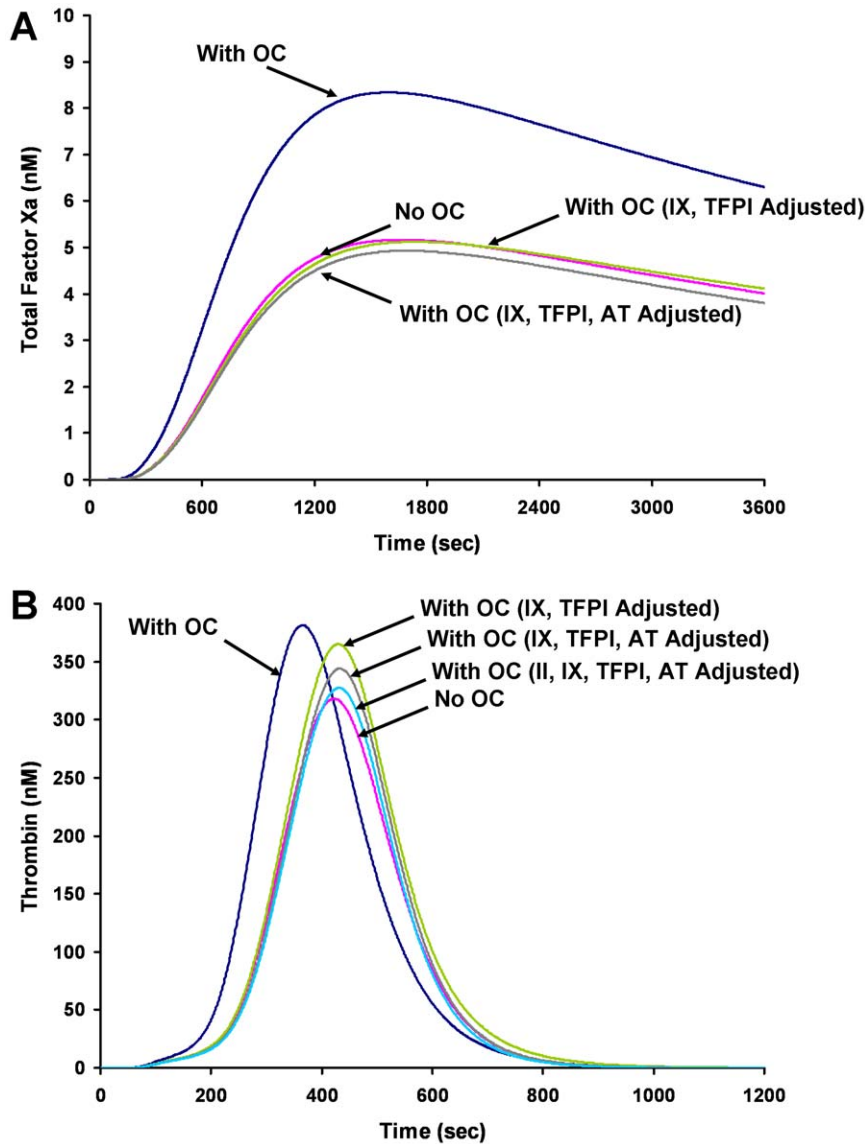 A
10
9
8
7
6
5
4
3
2
1
0
Total Factor Xa (nM)
With OC
No OC
With OC (IX, TFPI Adjusted)
With OC (IX, TFPI, AT Adjusted)
0 600 1200 1800 2400 3000 3600
Time (sec)
B
400
350
300
250
200
150
100
50
0
Thrombin (nM)
With OC
With OC (IX, TFPI Adjusted)
With OC (IX, TFPI, AT Adjusted)
With OC (II, IX, TFPI, AT Adjusted)
No OC
0 200 400 600 800 1000 1200
Time (sec)